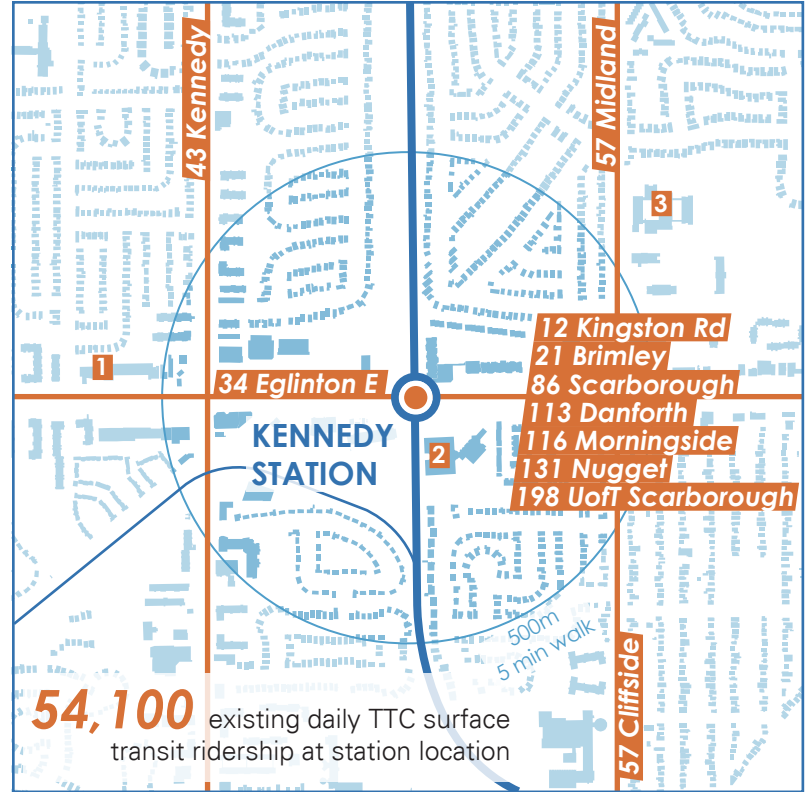 43 Kennedy
57 Midland
3
12 Kingston Rd
21 Brimley
1
34 Eglinton E
86 Scarborough
113 Danforth
KENNEDY
STATION
2
116 Morningside
131 Nugget
198 UofT Scarborough
500m
5 min walk
57 Cliffside
54,100 existing daily TTC surface
transit ridership at station location